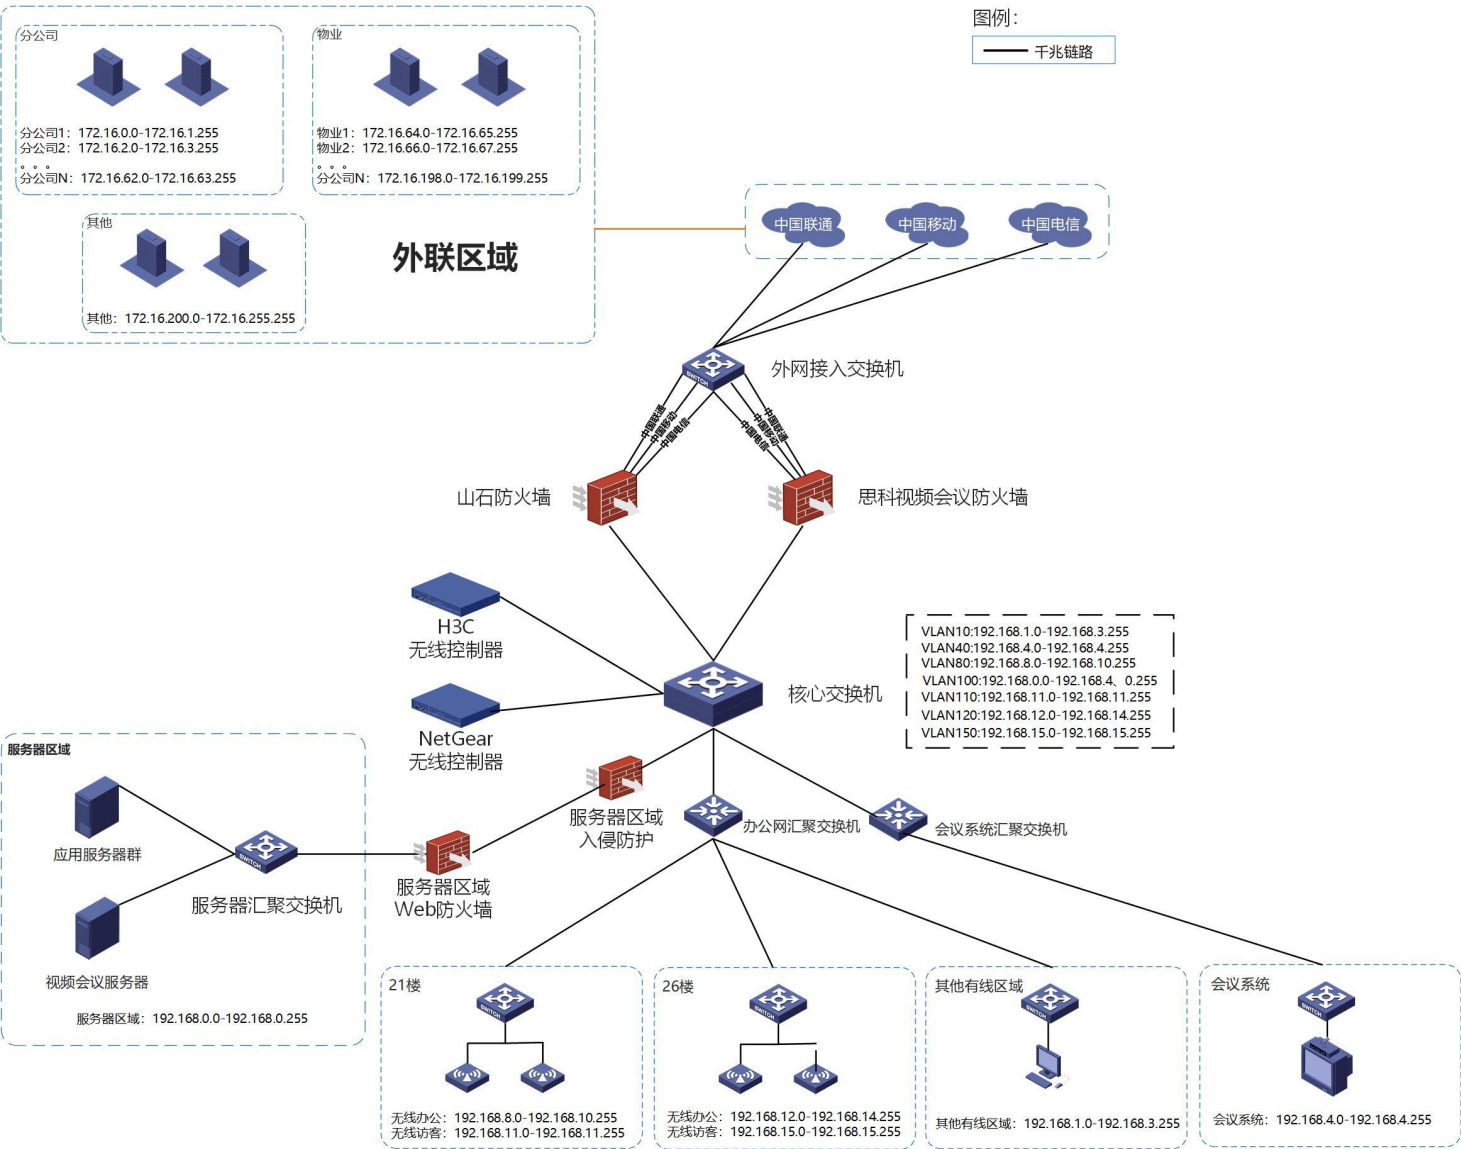 分公司
分公司1：172.16.0.0-172.16.1.255
分公司2：172.16.2.0-172.16.3.255
。。。
分公司N：172.16.62.0-172.16.63.255
物业
物业1：172.16.64.0-172.16.65.255
物业2：172.16.66.0-172.16.67.255
。。。
分公司N：172.16.198.0-172.16.199.255
其他
其他：172.16.200.0-172.16.255.255
外联区域
图例：
千兆链路
中国联通
中国移动
中国电信
SWITCH
外网接入交换机
中国联通
中国移动
中国电信
中国联通
中国移动
中国电信
山石防火墙
思科视频会议防火墙
H3C
无线控制器
NetGear
无线控制器
核心交换机
VLAN10:192.168.1.0-192.168.3.255
VLAN40:192.168.4.0-192.168.4.255
VLAN80:192.168.8.0-192.168.10.255
VLAN100:192.168.0.0-192.168.4、0.255
VLAN110:192.168.11.0-192.168.11.255
VLAN120:192.168.12.0-192.168.14.255
VLAN150:192.168.15.0-192.168.15.255
服务器区域
应用服务器群
视频会议服务器
SWITCH
服务器汇聚交换机
服务器区域：192.168.0.0-192.168.0.255
服务器区域
Web防火墙
服务器区域
入侵防护
办公网汇聚交换机
会议系统汇聚交换机
21楼
SWITCH
无线办公：192.168.8.0-192.168.10.255
无线访客：192.168.11.0-192.168.11.255
26楼
SWITCH
无线办公：192.168.12.0-192.168.14.255
无线访客：192.168.15.0-192.168.15.255
其他有线区域
SWITCH
其他有线区域：192.168.1.0-192.168.3.255
会议系统
SWITCH
会议系统：192.168.4.0-192.168.4.255